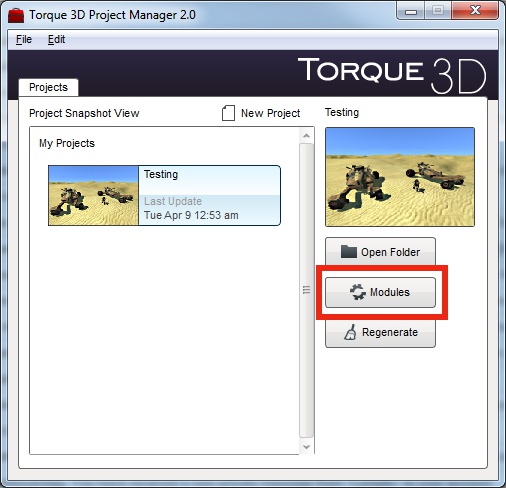 Torque 3D Project Manager 2.0
File Edit
TORQUE 3D
Projects
Project Snapshot View
New Project
Testing
My Projects
Testing
Last Update
Tue Apr 9 12:53 am
Open Folder
Modules
Regenerate